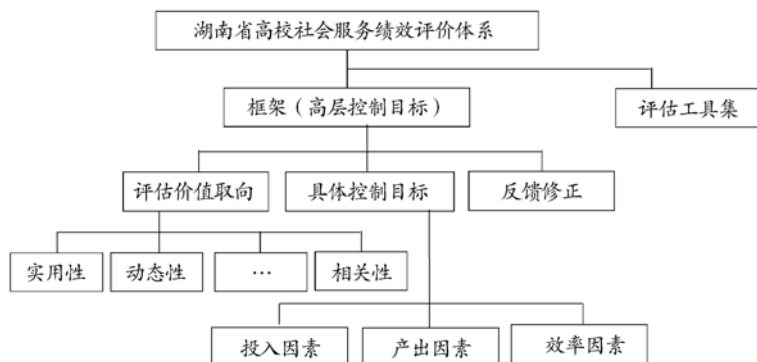 湖南省高校社会服务绩效评价体系
框架（高层控制目标）
评估工具集
评估价值取向
具体控制目标
反馈修正
实用性
动态性
…
相关性
投入因素
产出因素
效率因素